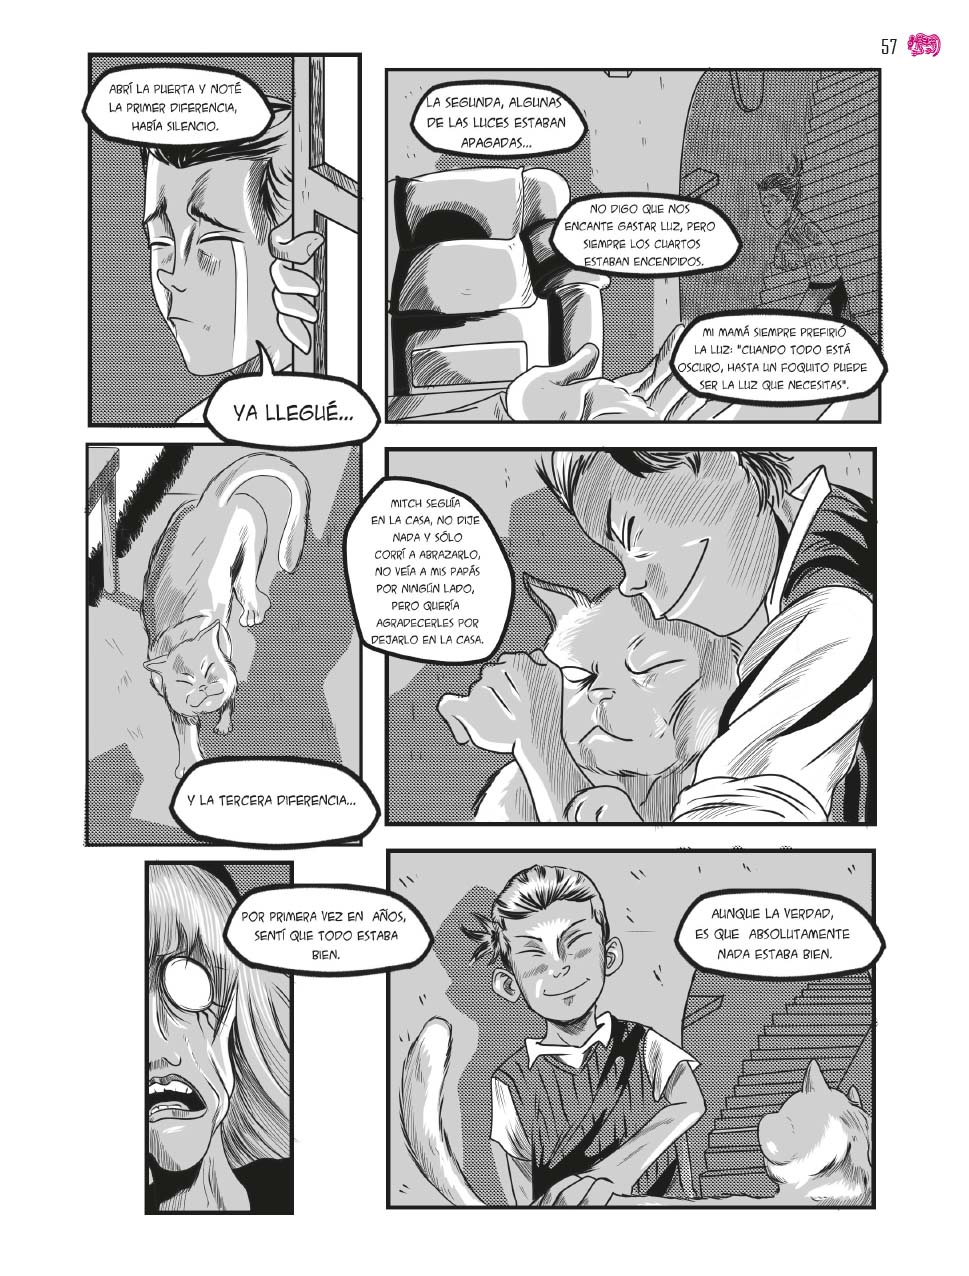 57
ABRÍ LA PUERTA Y NOTÉ
LA PRIMER DIFERENCIA,
HABÍA SILENCIO.
YA LLEGUÉ...
LA SEGUNDA, ALGUNAS
DE LAS LUCES ESTABAN
APAGADAS...
NO DIGO QUE NOS
ENCANTE GASTAR LUZ, PERO
SIEMPRE LOS CUARTOS
ESTABAN ENCENDIDOS.
MI MAMÁ SIEMPRE PREFIRIÓ
LA LUZ: "CUANDO TODO ESTÁ
OSCURO, HASTA UN FOQUITO PUEDE
SER LA LUZ QUE NECESITAS".
Y LA TERCERA DIFERENCIA...
MITCH SEGUÍA
EN LA CASA, NO DIJE
NADA Y SÓLO
CORRÍ A ABRAZARLO,
NO VEÍA A MIS PAPÁS
POR NINGÚN LADO,
PERO QUERÍA
AGRADECERLES POR
DEJARLO EN LA CASA.
POR PRIMERA VEZ EN AÑOS,
SENTÍ QUE TODO ESTABA
BIEN.
AUNQUE LA VERDAD,
ES QUE ABSOLUTAMENTE
NADA ESTABA BIEN.